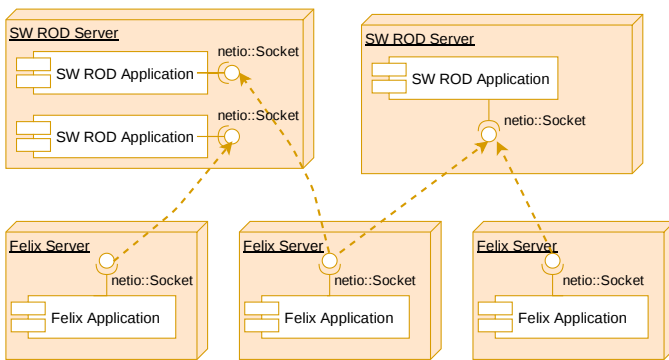 SW ROD Server
netio::Socket
SW ROD Application
netio::Socket
SW ROD Application
SW ROD Server
SW ROD Application
netio::Socket
Felix Server
netio::Socket
Felix Application
Felix Server
netio::Socket
Felix Application
Felix Server
netio::Socket
Felix Application